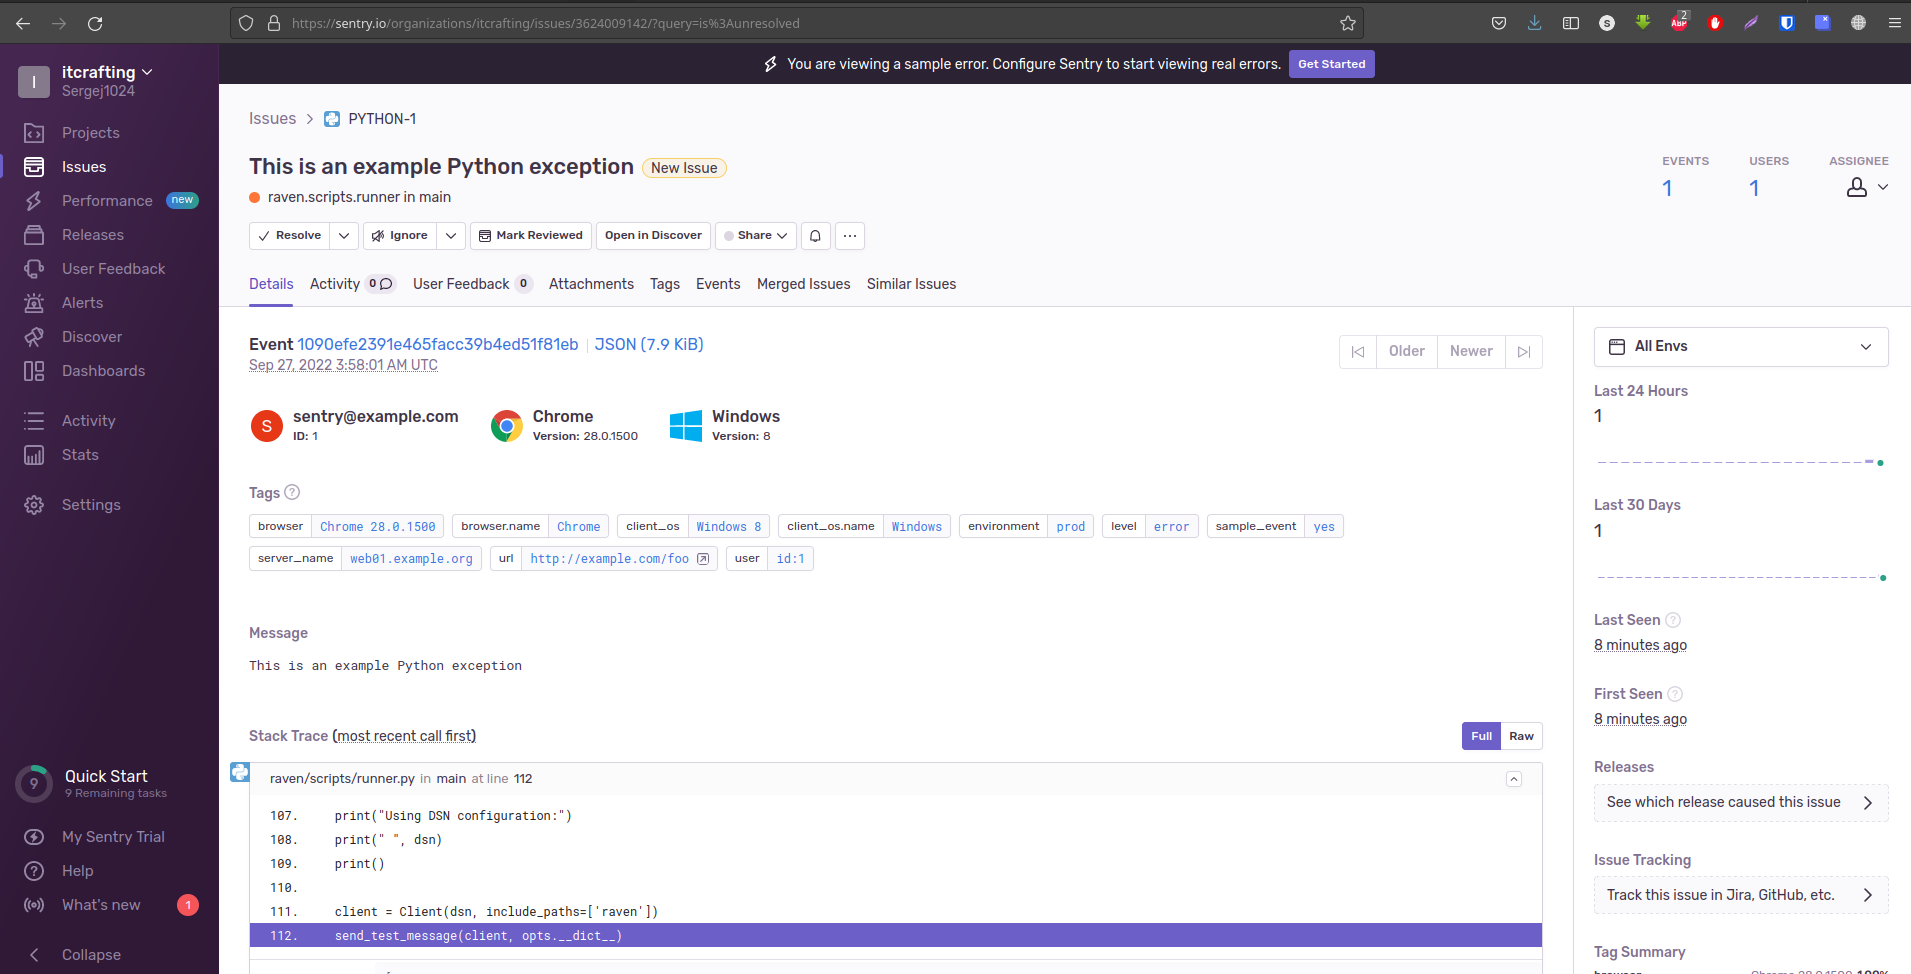 https://sentry.io/organizations/itcrafting/issues/3624009142/?query=is%3Aunresolved
S
ABP
2
I
itcrafting
Sergej1024
Projects
Issues
Performance new
Releases
User Feedback
Alerts
Discover
Dashboards
Activity
Stats
Settings
9
Quick Start
9 Remaining tasks
My Sentry Trial
Help
What's new 1
Collapse
You are viewing a sample error. Configure Sentry to start viewing real errors. Get Started
Issues > PYTHON-1
This is an example Python exception New Issue
raven.scripts.runner in main
EVENTS USERS ASSIGNEE
1 1
Resolve Ignore Mark Reviewed Open in Discover Share ...
Details Activity 0 User Feedback 0 Attachments Tags Events Merged Issues Similar Issues
Event 1090efe2391e465facc39b4ed51f81eb | JSON (7.9 KiB)
Sep 27, 2022 3:58:01 AM UTC
Older Newer
S sentry@example.com
ID: 1
Chrome
Version: 28.0.1500
Windows
Version: 8
Tags ?
browser Chrome 28.0.1500 browser.name Chrome client_os Windows 8 client_os.name Windows environment prod level error sample_event yes
server_name web01.example.org url http://example.com/foo user id:1
Message
This is an example Python exception
Stack Trace (most recent call first)
Full Raw
raven/scripts/runner.py in main at line 112
107. print("Using DSN configuration:")
108. print(" ", dsn)
109. print()
110.
111. client = Client(dsn, include_paths=['raven'])
112. send_test_message(client, opts.__dict__)
All Envs
Last 24 Hours
1
Last 30 Days
1
Last Seen ?
8 minutes ago
First Seen ?
8 minutes ago
Releases
See which release caused this issue
Issue Tracking
Track this issue in Jira, GitHub, etc.
Tag Summary
browser Chrome 28.0.1500 100%